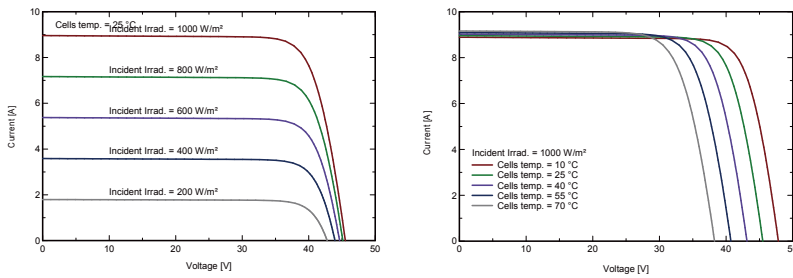 Cells temp. = 25 °C
Incident Irrad. = 1000 W/m²
Incident Irrad. = 800 W/m²
Incident Irrad. = 600 W/m²
Incident Irrad. = 400 W/m²
Incident Irrad. = 200 W/m²
10
8
6
4
2
0
Current [A]
0 10 20 30 40 50
Voltage [V]
10
8
6
4
2
0
Current [A]
Incident Irrad. = 1000 W/m²
Cells temp. = 10 °C
Cells temp. = 25 °C
Cells temp. = 40 °C
Cells temp. = 55 °C
Cells temp. = 70 °C
0 10 20 30 40 50
Voltage [V]